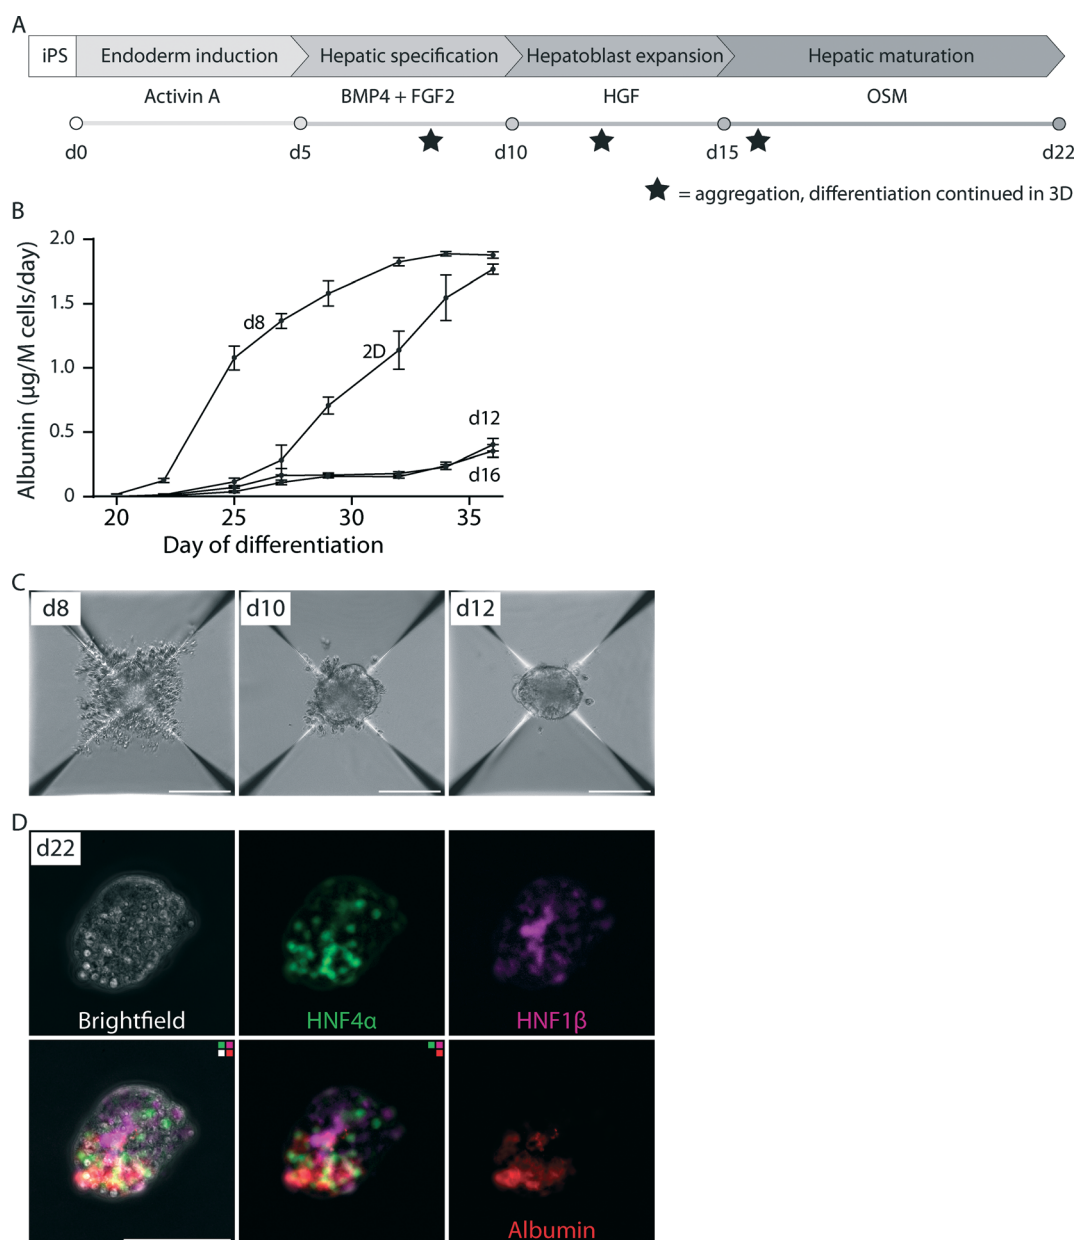 A
iPS Endoderm induction Hepatic specification Hepatoblast expansion Hepatic maturation
Activin A BMP4 + FGF2 HGF OSM
d0 d5 d10 d15 d22
= aggregation, differentiation continued in 3D
B
Albumin (µg/M cells/day)
2.0
1.5
1.0
0.5
0
d8
2D
d12
d16
20 25 30 35
Day of differentiation
C
d8 d10 d12
D
d22
Brightfield HNF4α HNF1β
Albumin